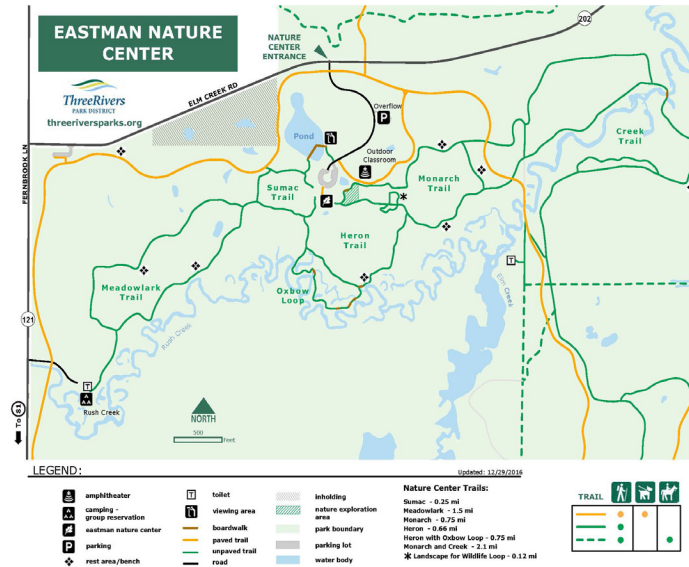 EASTMAN NATURE
CENTER
ThreeRivers
PARK DISTRICT
threeriversparks.org
NATURE
CENTER
ENTRANCE
202
ELM CREEK RD
FERNBROOK LN
Overflow
P
Pond
Outdoor
Classroom
Creek
Trail
Monarch
Trail
Sumac
Trail
Heron
Trail
T
Meadowlark
Trail
Oxbow
Loop
Elm Creek
Rush Creek
121
T
Rush Creek
To 81
NORTH
500
Feet
LEGEND:
Updated: 12/29/2016
amphitheater
camping -
group reservation
eastman nature center
P parking
rest area/bench
T toilet
viewing area
boardwalk
paved trail
unpaved trail
road
inholding
nature exploration
area
park boundary
parking lot
water body
Nature Center Trails:
Sumac - 0.25 mi
Meadowlark - 1.5 mi
Monarch - 0.75 mi
Heron - 0.66 mi
Heron with Oxbow Loop - 0.75 mi
Monarch and Creek - 2.1 mi
Landscape for Wildlife Loop - 0.12 mi
TRAIL